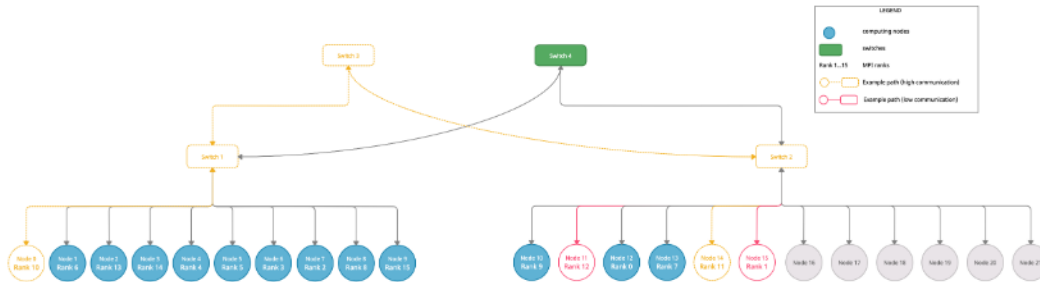 LEGEND
computing nodes
switches
Rank 1...15 MPI ranks
Example path (high communication)
Example path (low communication)
Switch 3
Switch 4
Switch 1
Switch 2
Node 1
Rank 6
Node 2
Rank 13
Node 3
Rank 14
Node 4
Rank 4
Node 5
Rank 5
Node 6
Rank 3
Node 7
Node 8
Rank 8
Node 9
Rank 15
Rank 10
Node 10
Rank 9
Node 11
Rank 12
Node 12
Rank 0
Node 13
Rank 7
Node 14
Rank 11
Node 15
Rank 1
Node 16
Node 17
Node 18
Node 19
Node 20